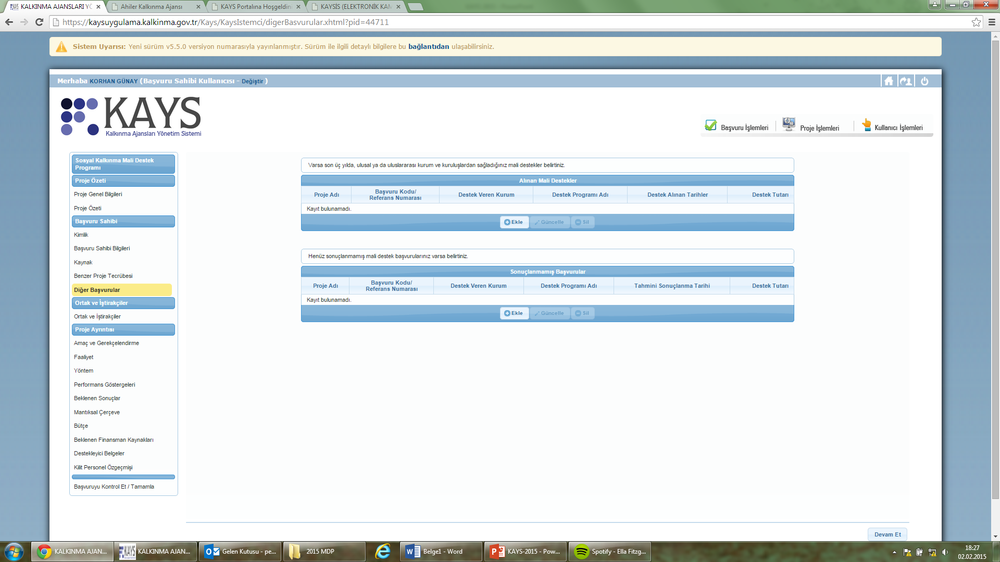 KALKINMA AJANSLARI YÖ
Ahiler Kalkınma Ajansı
KAYS Portalına Hoşgeldini
KAYSİS (ELEKTRONİK KAM
https://kaysuygulama.kalkinma.gov.tr/Kays/KaysIstemci/digerBasvurular.xhtml?pid=44711
Sistem Uyarısı: Yeni sürüm v5.5.0 versiyon numarasıyla yayınlanmıştır. Sürüm ile ilgili detaylı bilgilere bu bağlantıdan ulaşabilirsiniz.
Merhaba KORHAN GÜNAY (Başvuru Sahibi Kullanıcısı - Değiştir )
KAYS
Kalkınma Ajansları Yönetim Sistemi
Başvuru İşlemleri
Proje İşlemleri
Kullanıcı İşlemleri
Sosyal Kalkınma Mali Destek
Programı
Proje Özeti
Proje Genel Bilgileri
Proje Özeti
Başvuru Sahibi
Kimlik
Başvuru Sahibi Bilgileri
Kaynak
Benzer Proje Tecrübesi
Diğer Başvurular
Ortak ve İştirakçiler
Ortak ve İştirakçiler
Proje Ayrıntısı
Amaç ve Gerekçelendirme
Faaliyet
Yöntem
Performans Göstergeleri
Beklenen Sonuçlar
Mantıksal Çerçeve
Bütçe
Beklenen Finansman Kaynakları
Destekleyici Belgeler
Kilit Personel Özgeçmişi
Başvuruyu Kontrol Et / Tamamla
Varsa son üç yılda, ulusal ya da uluslararası kurum ve kuruluşlardan sağladığınız mali destekler belirtiniz.
Alınan Mali Destekler
Proje Adı
Başvuru Kodu/
Referans Numarası
Destek Veren Kurum
Destek Programı Adı
Destek Alınan Tarihler
Destek Tutarı
Kayıt bulunamadı.
Ekle
Güncelle
Sil
Henüz sonuçlanmamış mali destek başvurularınız varsa belirtiniz.
Sonuçlanmamış Başvurular
Proje Adı
Başvuru Kodu/
Referans Numarası
Destek Veren Kurum
Destek Programı Adı
Tahmini Sonuçlanma Tarihi
Destek Tutarı
Kayıt bulunamadı.
Ekle
Güncelle
Sil
Devam Et
KALKINMA AJAN...
KALKINMA AJAN...
Gelen Kutusu - pe...
2015 MDP
Belge1 - Word
KAYS-2015 - Pow...
Spotify - Ella Fitzg...
18:27
02.02.2015